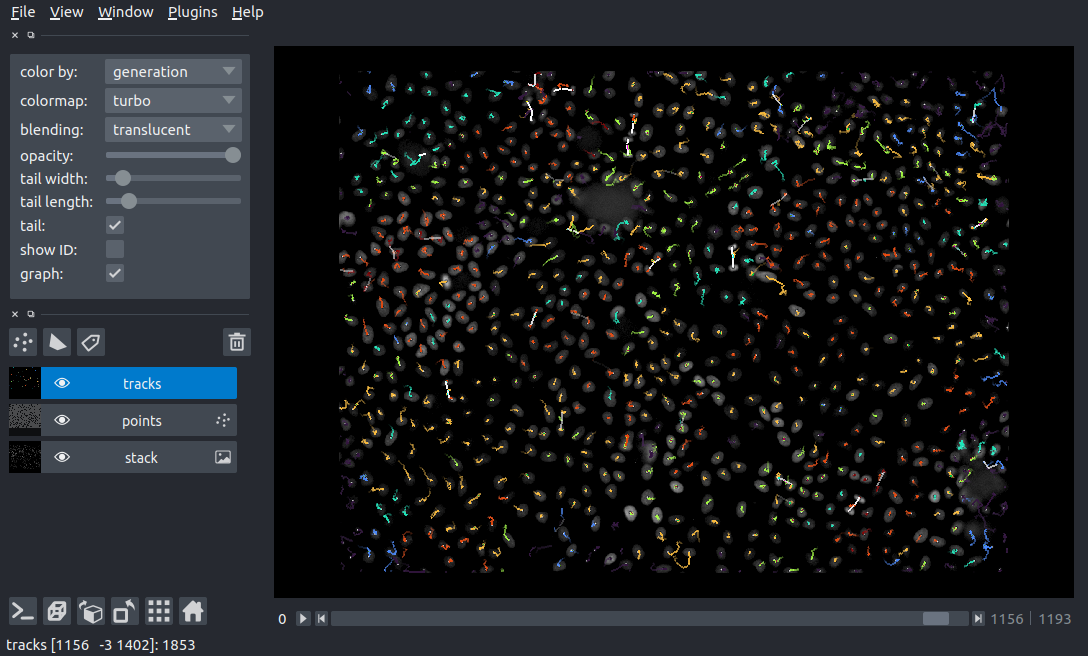 File View Window Plugins Help
color by: generation
colormap: turbo
blending: translucent
opacity:
tail width:
tail length:
tail:
show ID:
graph:
tracks
points
stack
0 1156 1193
tracks [1156 -3 1402]: 1853